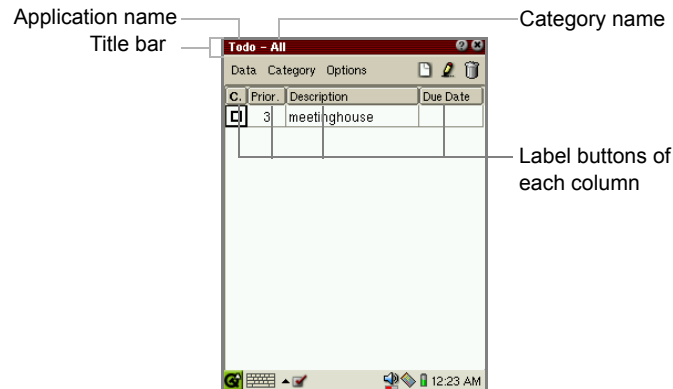 Application name
Category name
Title bar
Todo - All
Data Category Options
C. Prior. Description Due Date
3 meetinghouse
Label buttons of
each column
12:23 AM